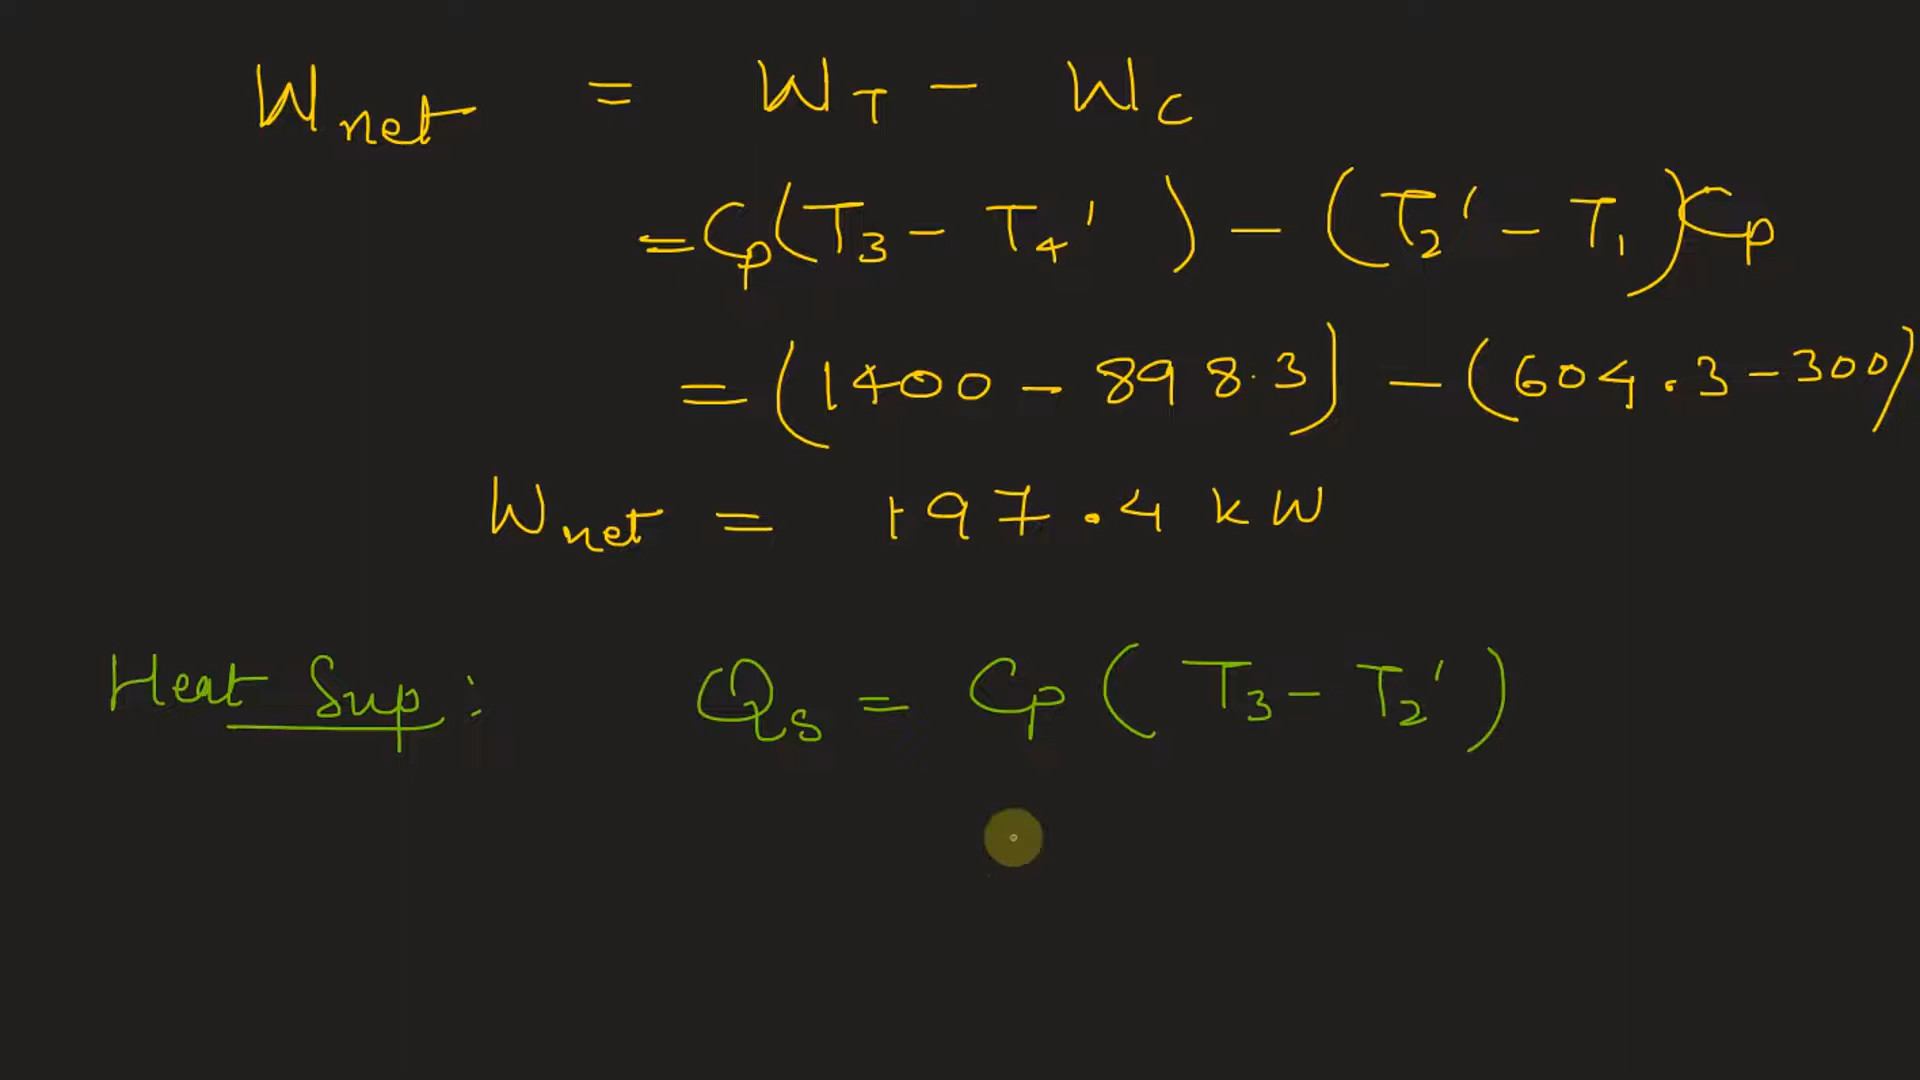 Wnet = WT - WC
= Cp(T3 - T4') - (T2' - T1)Cp
= (1400 - 898.3) - (604.3 - 300)
Wnet = 197.4 kW
Heat Sup : Qs = Cp (T3 - T2')